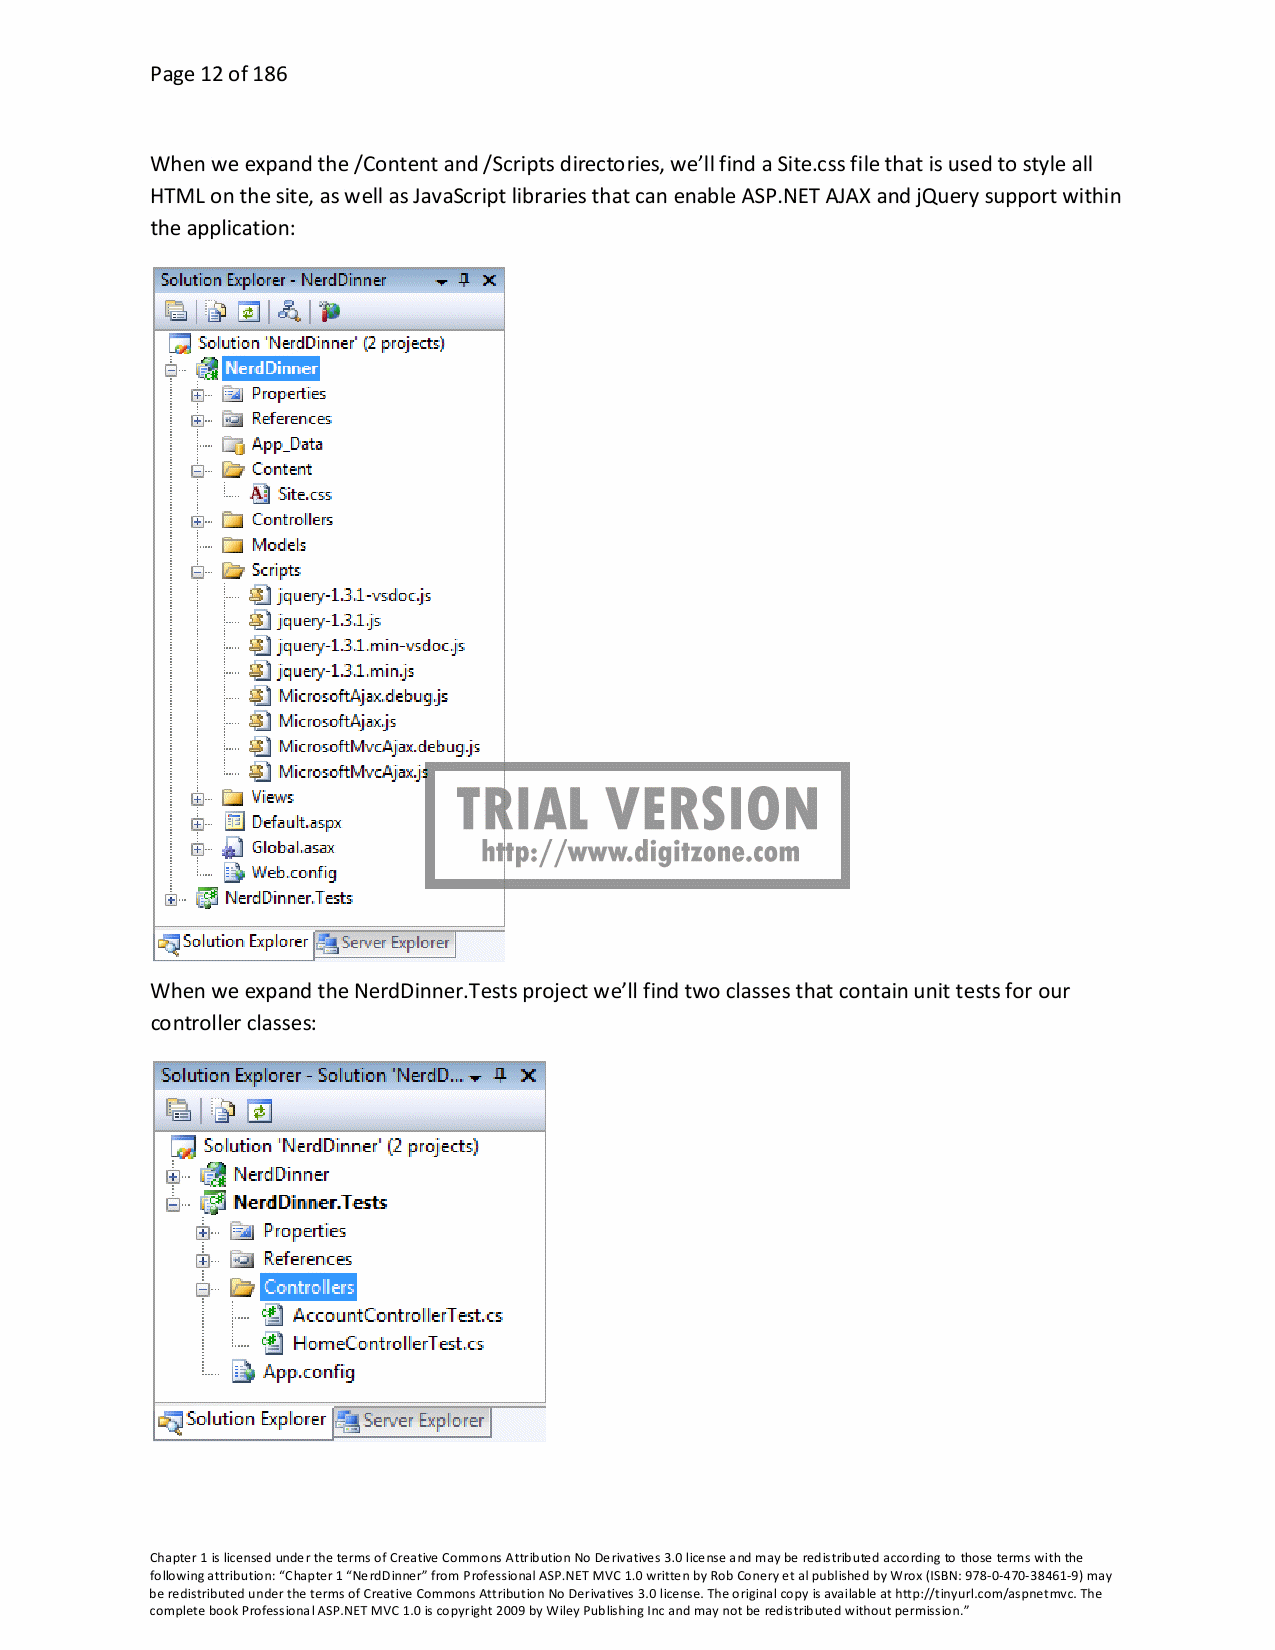 Page 12 of 186
When we expand the /Content and /Scripts directories, we’ll find a Site.css file that is used to style all
HTML on the site, as well as JavaScript libraries that can enable ASP.NET AJAX and jQuery support within
the application:
Solution Explorer - NerdDinner
Solution 'NerdDinner' (2 projects)
NerdDinner
Properties
References
App_Data
Content
Site.css
Controllers
Models
Scripts
jquery-1.3.1-vsdoc.js
jquery-1.3.1.js
jquery-1.3.1.min-vsdoc.js
jquery-1.3.1.min.js
MicrosoftAjax.debug.js
MicrosoftAjax.js
MicrosoftMvcAjax.debug.js
MicrosoftMvcAjax.js
Views
Default.aspx
Global.asax
Web.config
NerdDinner.Tests
TRIAL VERSION
http://www.digitzone.com
Solution Explorer Server Explorer
When we expand the NerdDinner.Tests project we’ll find two classes that contain unit tests for our
controller classes:
Solution Explorer - Solution 'NerdD...
Solution 'NerdDinner' (2 projects)
NerdDinner
NerdDinner.Tests
Properties
References
Controllers
AccountControllerTest.cs
HomeControllerTest.cs
App.config
Solution Explorer Server Explorer
Chapter 1 is licensed under the terms of Creative Commons Attribution No Derivatives 3.0 license and may be redistributed according to those terms with the
following attribution: “Chapter 1 “NerdDinner” from Professional ASP.NET MVC 1.0 written by Rob Conery et al published by Wrox (ISBN: 978-0-470-38461-9) may
be redistributed under the terms of Creative Commons Attribution No Derivatives 3.0 license. The original copy is available at http://tinyurl.com/aspnetmvc. The
complete book Professional ASP.NET MVC 1.0 is copyright 2009 by Wiley Publishing Inc and may not be redistributed without permission.”